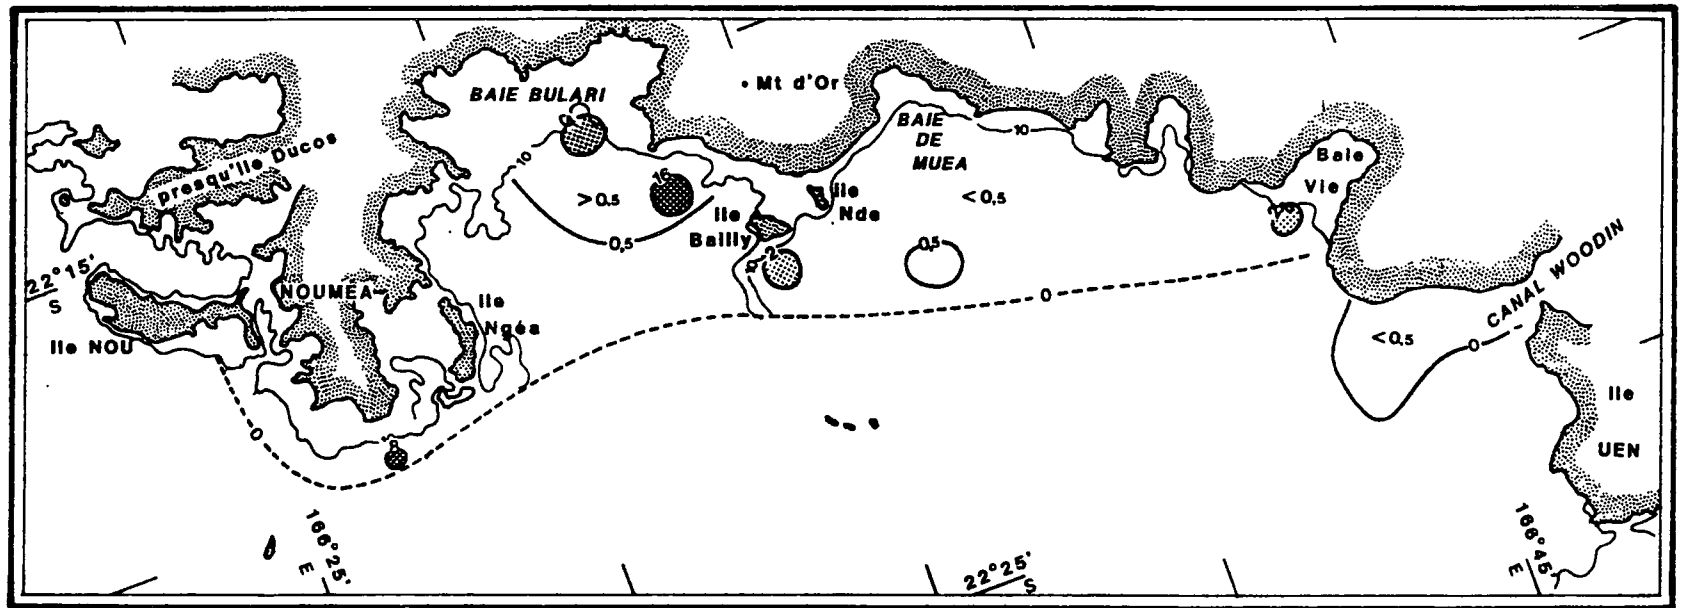 BAIE BULARI
Mt d'Or
presqu'île Ducos
BAIE
DE
MUEA
10
10
Baie
Vie
16
>0,5
<0,5
Ile
Nde
Ile
Bailly
0,5
0,5
2
22°15'
S
NOUMEA
Ile
Ngéa
Ile NOU
0
CANAL WOODIN
<0,5
0
0
Ile
UEN
166°25'
E
22°25'
S
166°45'
E